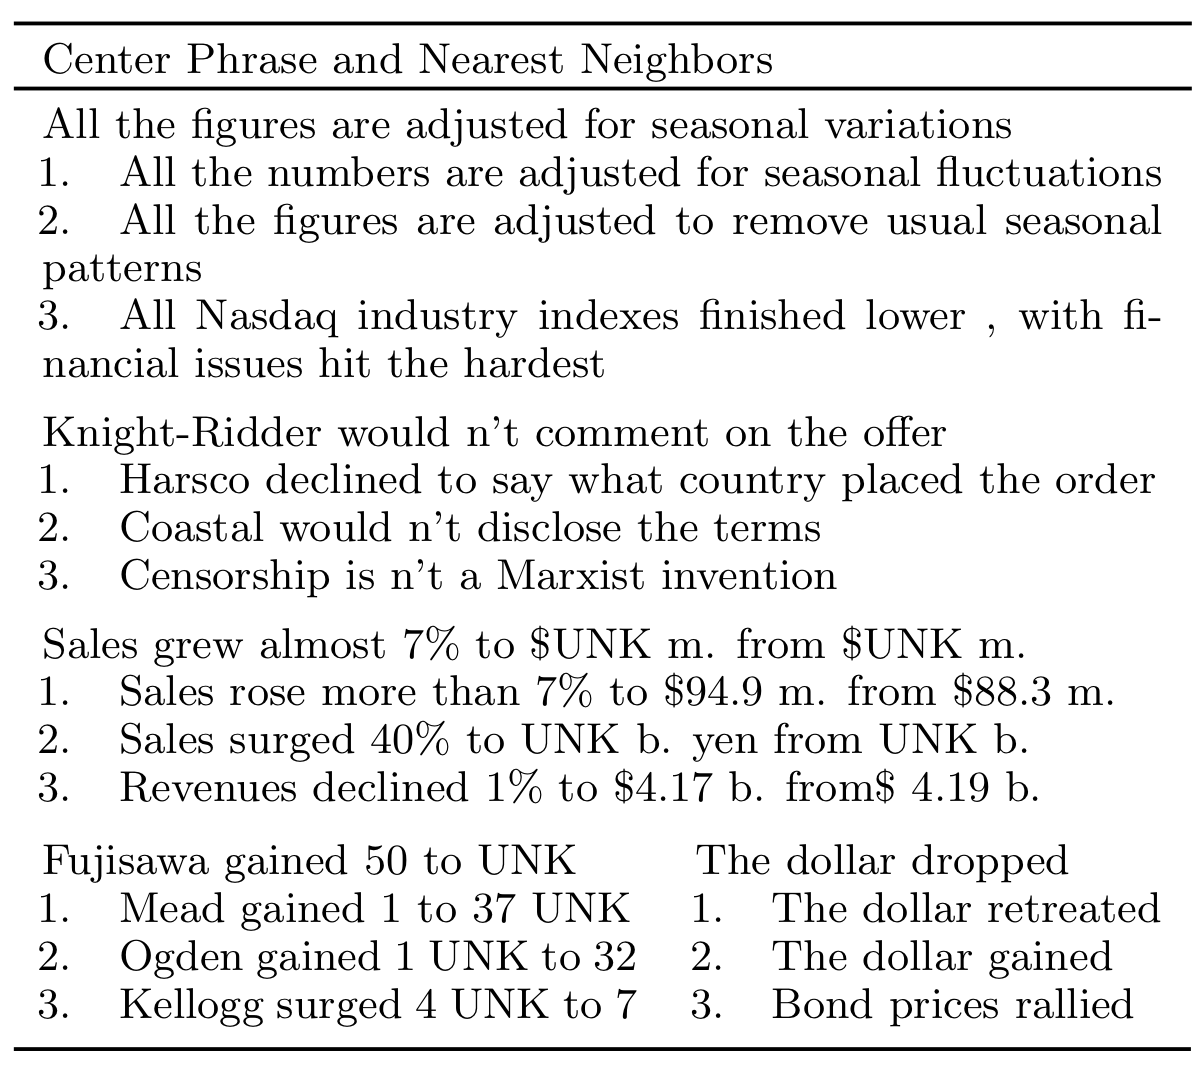 Center Phrase and Nearest Neighbors
All the figures are adjusted for seasonal variations
1. All the numbers are adjusted for seasonal fluctuations
2. All the figures are adjusted to remove usual seasonal
patterns
3. All Nasdaq industry indexes finished lower , with fi-
nancial issues hit the hardest
Knight-Ridder would n't comment on the offer
1. Harsco declined to say what country placed the order
2. Coastal would n't disclose the terms
3. Censorship is n't a Marxist invention
Sales grew almost 7% to $UNK m. from $UNK m.
1. Sales rose more than 7% to $94.9 m. from $88.3 m.
2. Sales surged 40% to UNK b. yen from UNK b.
3. Revenues declined 1% to $4.17 b. from$ 4.19 b.
Fujisawa gained 50 to UNK
1. Mead gained 1 to 37 UNK
2. Ogden gained 1 UNK to 32
3. Kellogg surged 4 UNK to 7
The dollar dropped
1. The dollar retreated
2. The dollar gained
3. Bond prices rallied